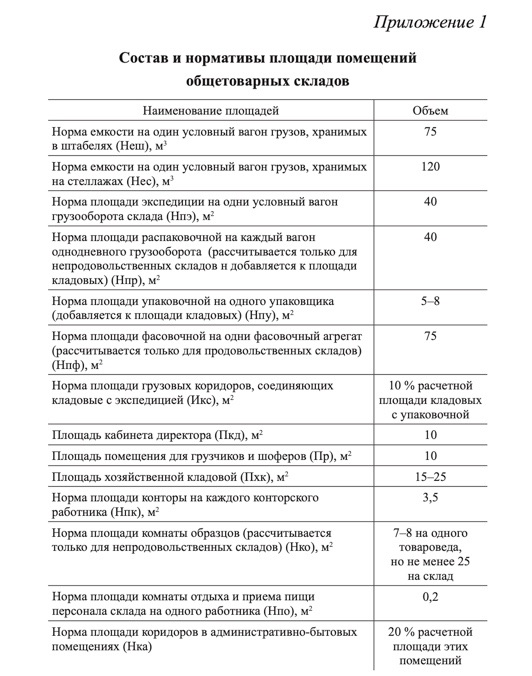 Приложение 1
Состав и нормативы площади помещений
общетоварных складов
Наименование площадей
Объем
Норма емкости на один условный вагон грузов, хранимых
в штабелях (Неш), м³
75
Норма емкости на один условный вагон грузов, хранимых
на стеллажах (Нес), м³
120
Норма площади экспедиции на одни условный вагон
грузооборота склада (Нпэ), м²
40
Норма площади распаковочной на каждый вагон
однодневного грузооборота (рассчитывается только для
непродовольственных складов н добавляется к площади
кладовых) (Нпр), м²
40
Норма площади упаковочной на одного упаковщика
(добавляется к площади кладовых) (Нпу), м²
5–8
Норма площади фасовочной на одни фасовочный агрегат
(рассчитывается только для продовольственных складов)
(Нпф), м²
75
Норма площади грузовых коридоров, соединяющих
кладовые с экспедицией (Икс), м²
10 % расчетной
площади кладовых
с упаковочной
Площадь кабинета директора (Пкд), м²
10
Площадь помещения для грузчиков и шоферов (Пр), м²
10
Площадь хозяйственной кладовой (Пхк), м²
15–25
Норма площади конторы на каждого конторского
работника (Нпк), м²
3,5
Норма площади комнаты образцов (рассчитывается
только для непродовольственных складов) (Нко), м²
7–8 на одного
товароведа,
но не менее 25
на склад
Норма площади комнаты отдыха и приема пищи
персонала склада на одного работника (Нпо), м²
0,2
Норма площади коридоров в административно-бытовых
помещениях (Нка)
20 % расчетной
площади этих
помещений